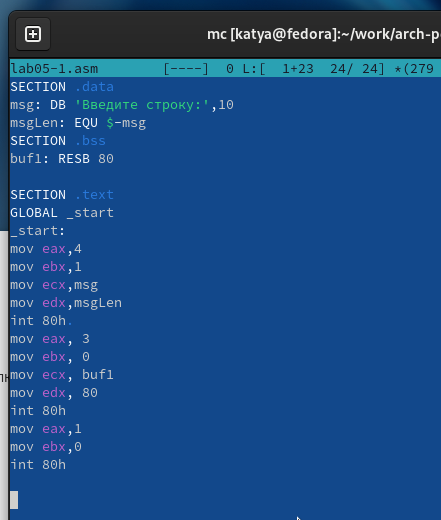 mc [katya@fedora]:~/work/arch-p
lab05-1.asm [----] 0 L:[ 1+23 24/ 24] *(279
SECTION .data
msg: DB 'Введите строку:',10
msgLen: EQU $-msg
SECTION .bss
buf1: RESB 80
SECTION .text
GLOBAL _start
_start:
mov eax,4
mov ebx,1
mov ecx,msg
mov edx,msgLen
int 80h
mov eax, 3
mov ebx, 0
mov ecx, buf1
mov edx, 80
int 80h
mov eax,1
mov ebx,0
int 80h